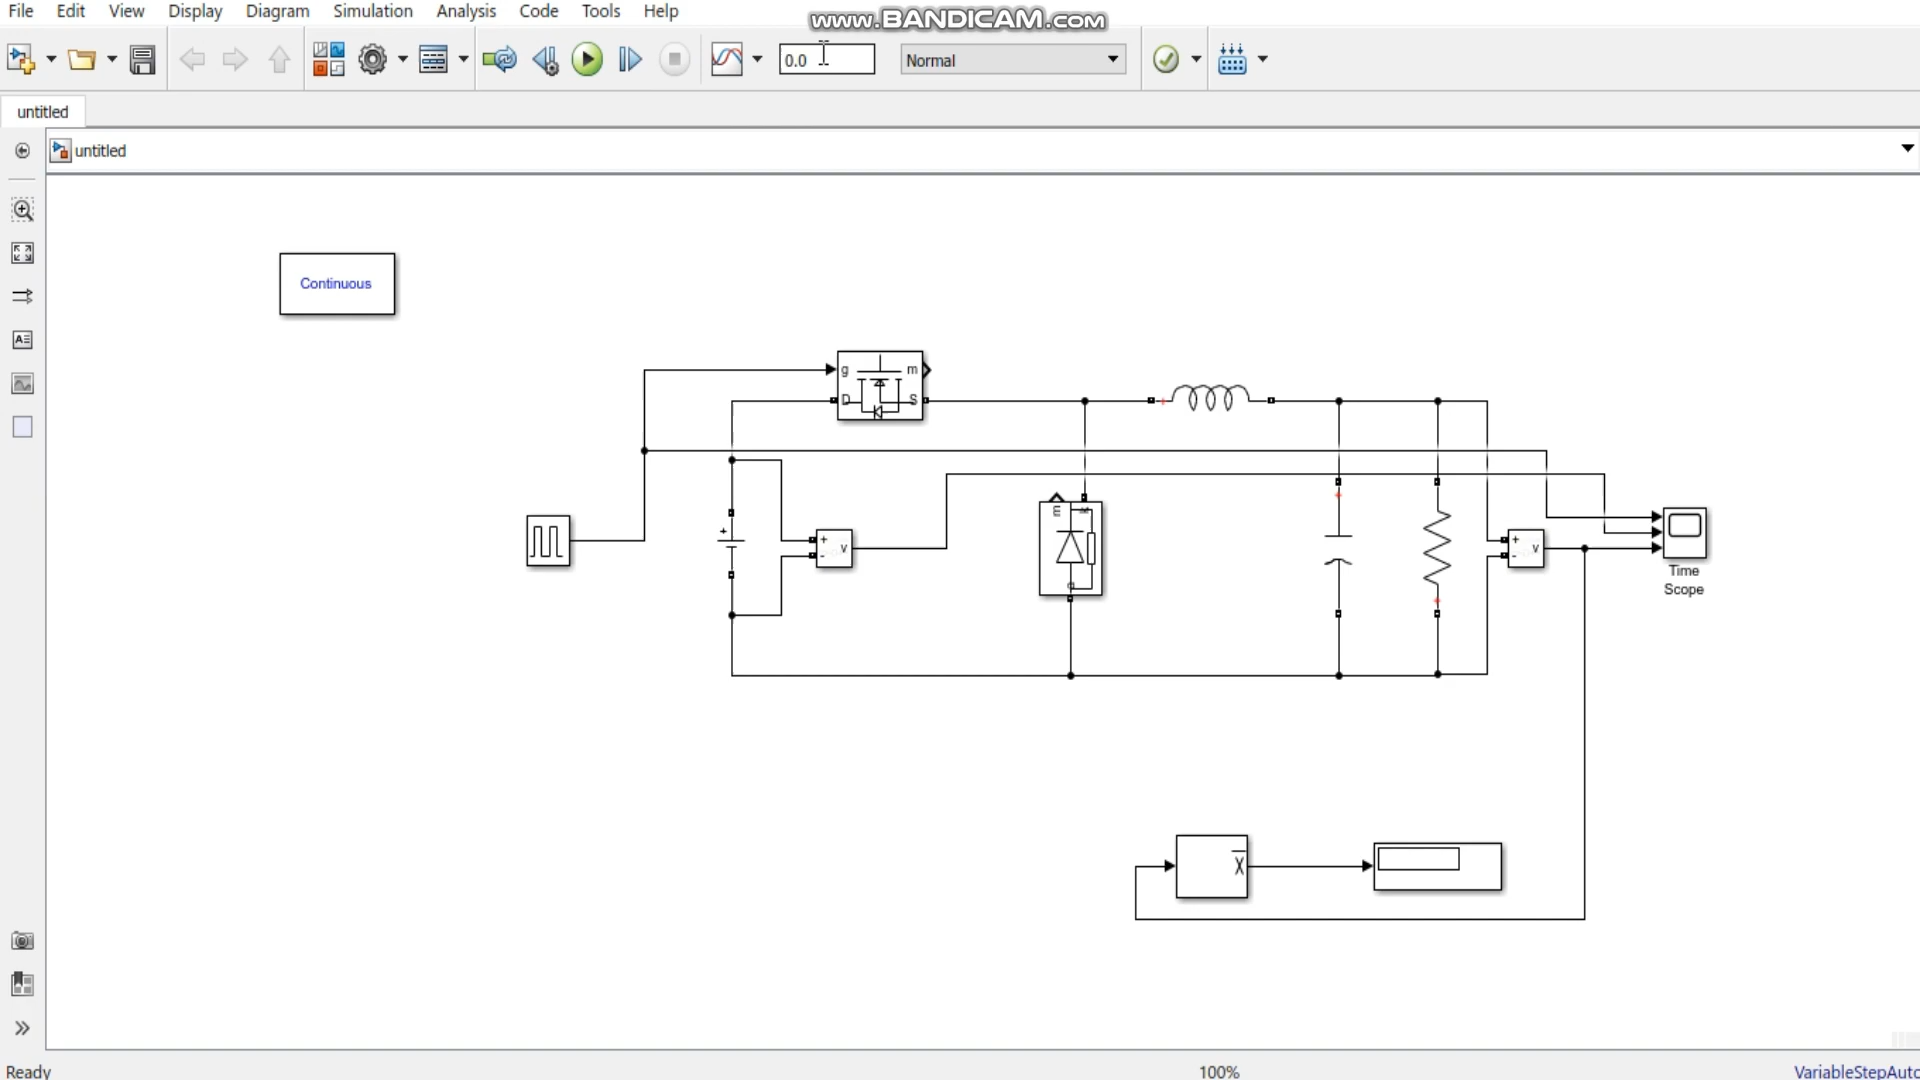 File Edit View Display Diagram Simulation Analysis Code Tools Help
www.BANDICAM.com
0.0
Normal
untitled
untitled
Continuous
g m
D S
+
+
- v
m
a
+
- v
Time
Scope
X
Ready
100%
VariableStepAuto